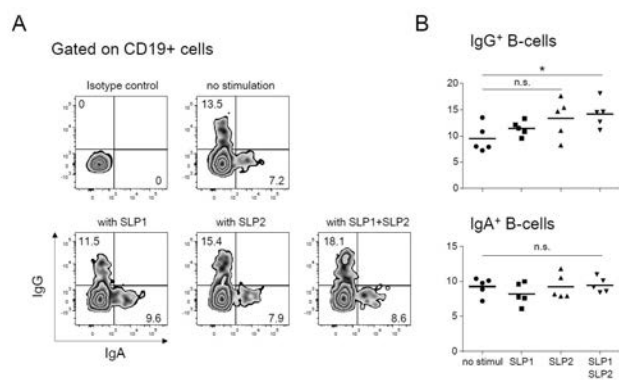 A
Gated on CD19+ cells
Isotype control
no stimulation
0
0
13.5
7.2
with SLP1
with SLP2
with SLP1+SLP2
11.5
9.6
15.4
7.9
18.1
8.6
IgG
IgA
B
IgG+ B-cells
*
n.s.
20
15
10
5
0
IgA+ B-cells
n.s.
15
10
5
0
no stimul
SLP1
SLP2
SLP1
SLP2